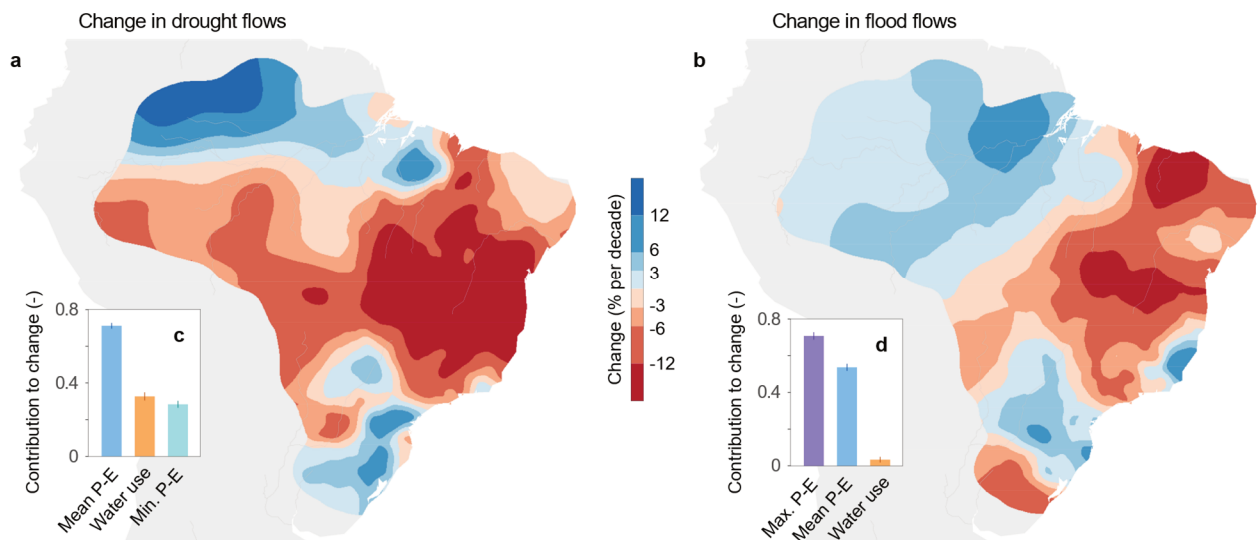 Change in drought flows
Change in flood flows
a
b
12
6
3
-3
-6
-12
Change (% per decade)
0.8
0.4
0
Contribution to change (-)
c
Mean P-E
Water use
Min. P-E
0.8
0.4
0
Contribution to change (-)
d
Max. P-E
Mean P-E
Water use